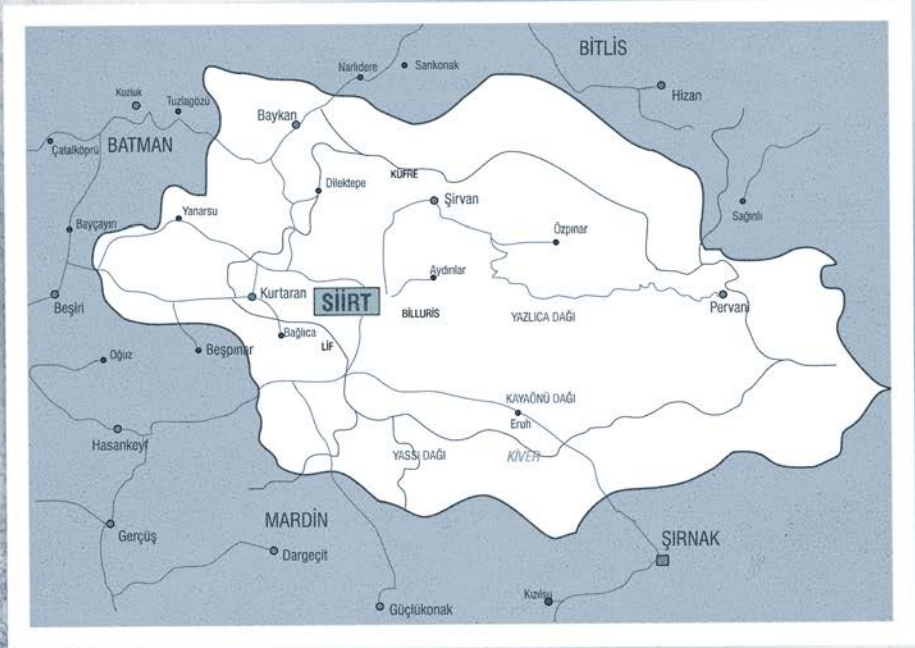 BİTLİS
Narlıdere
Sarıkonak
Hizan
Kozluk
Tuzlagözü
Baykan
Çatalköprü
BATMAN
KÜFRE
Dilektepe
Şirvan
Sağınlı
Yanarsu
Bayçayırı
Özpınar
Aydınlar
Beşiri
Kurtaran
SİİRT
BİLLURİS
YAZLICA DAĞI
Pervani
Bağlıca
LİF
Beşpınar
Oğuz
KAYAÖNÜ DAĞI
Eruh
Hasankeyf
YASSI DAĞI
KİVER
MARDİN
Gerçüş
Dargeçit
ŞIRNAK
Kızılsu
Güçlükonak